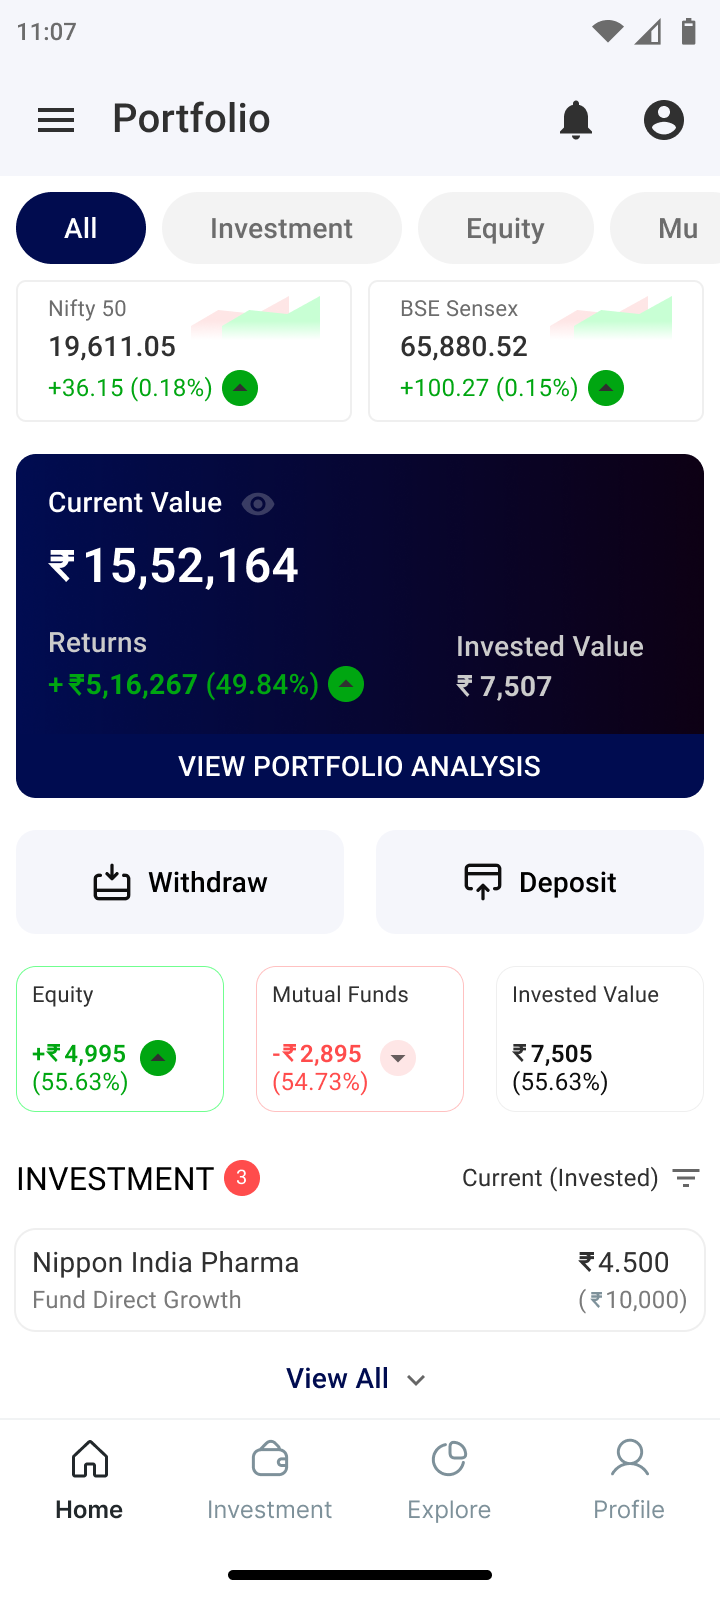 11:07
Portfolio
All
Investment
Equity
Mu
Nifty 50
19,611.05
+36.15 (0.18%)
BSE Sensex
65,880.52
+100.27 (0.15%)
Current Value
₹ 15,52,164
Returns
+₹5,16,267 (49.84%)
Invested Value
₹ 7,507
VIEW PORTFOLIO ANALYSIS
Withdraw
Deposit
Equity
+₹4,995
(55.63%)
Mutual Funds
-₹2,895
(54.73%)
Invested Value
₹7,505
(55.63%)
INVESTMENT 3
Current (Invested)
Nippon India Pharma
Fund Direct Growth
₹4.500
(₹10,000)
View All
Home
Investment
Explore
Profile